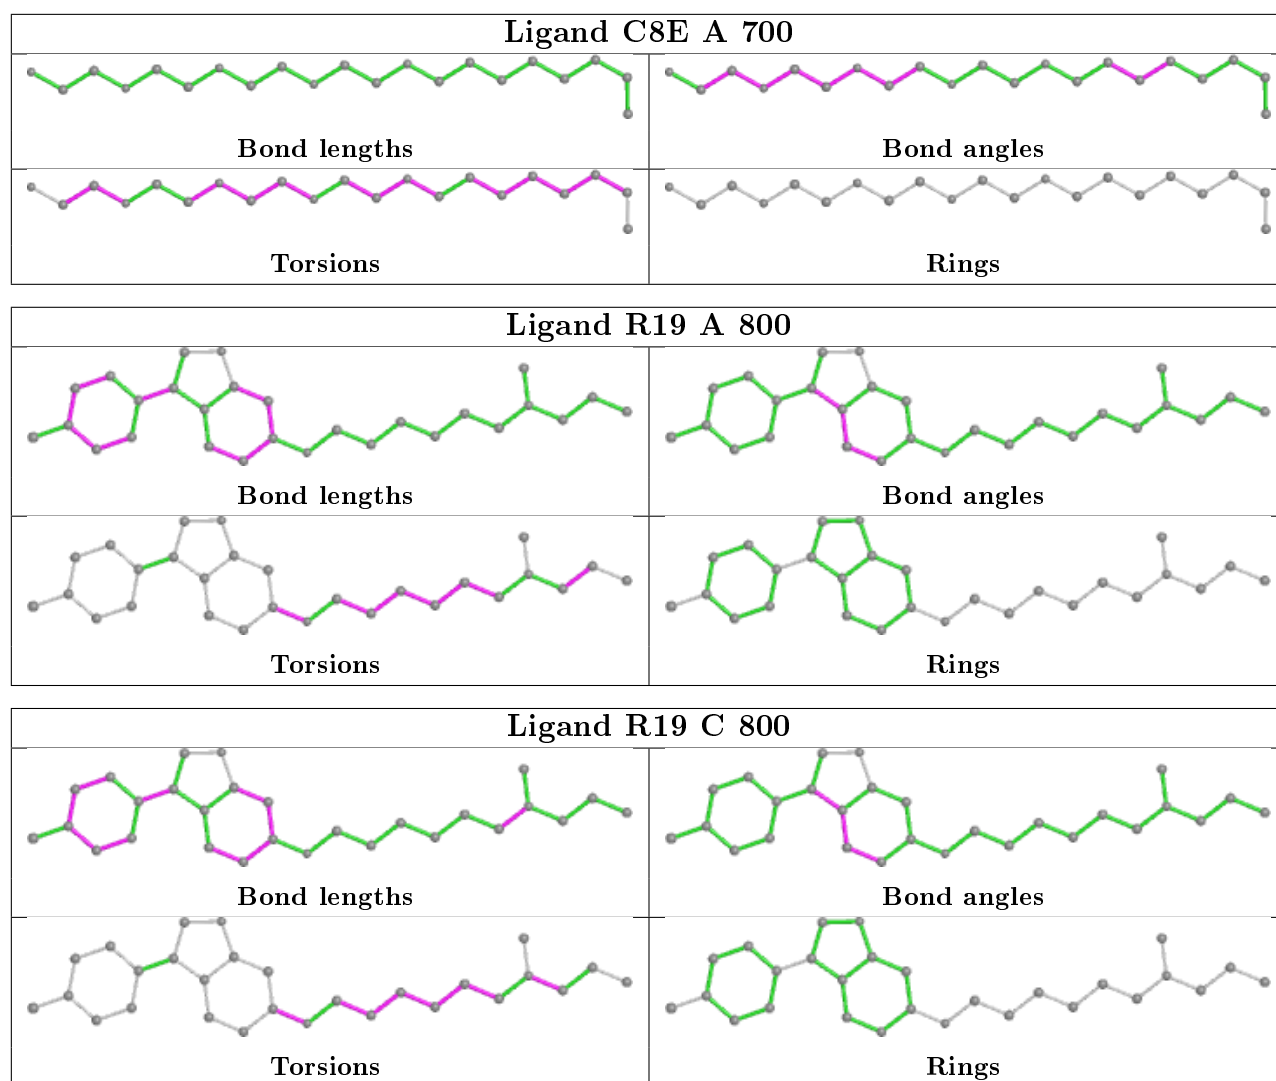 Ligand C8E A 700
Bond lengths
Bond angles
Torsions
Rings
Ligand R19 A 800
Bond lengths
Bond angles
Torsions
Rings
Ligand R19 C 800
Bond lengths
Bond angles
Torsions
Rings